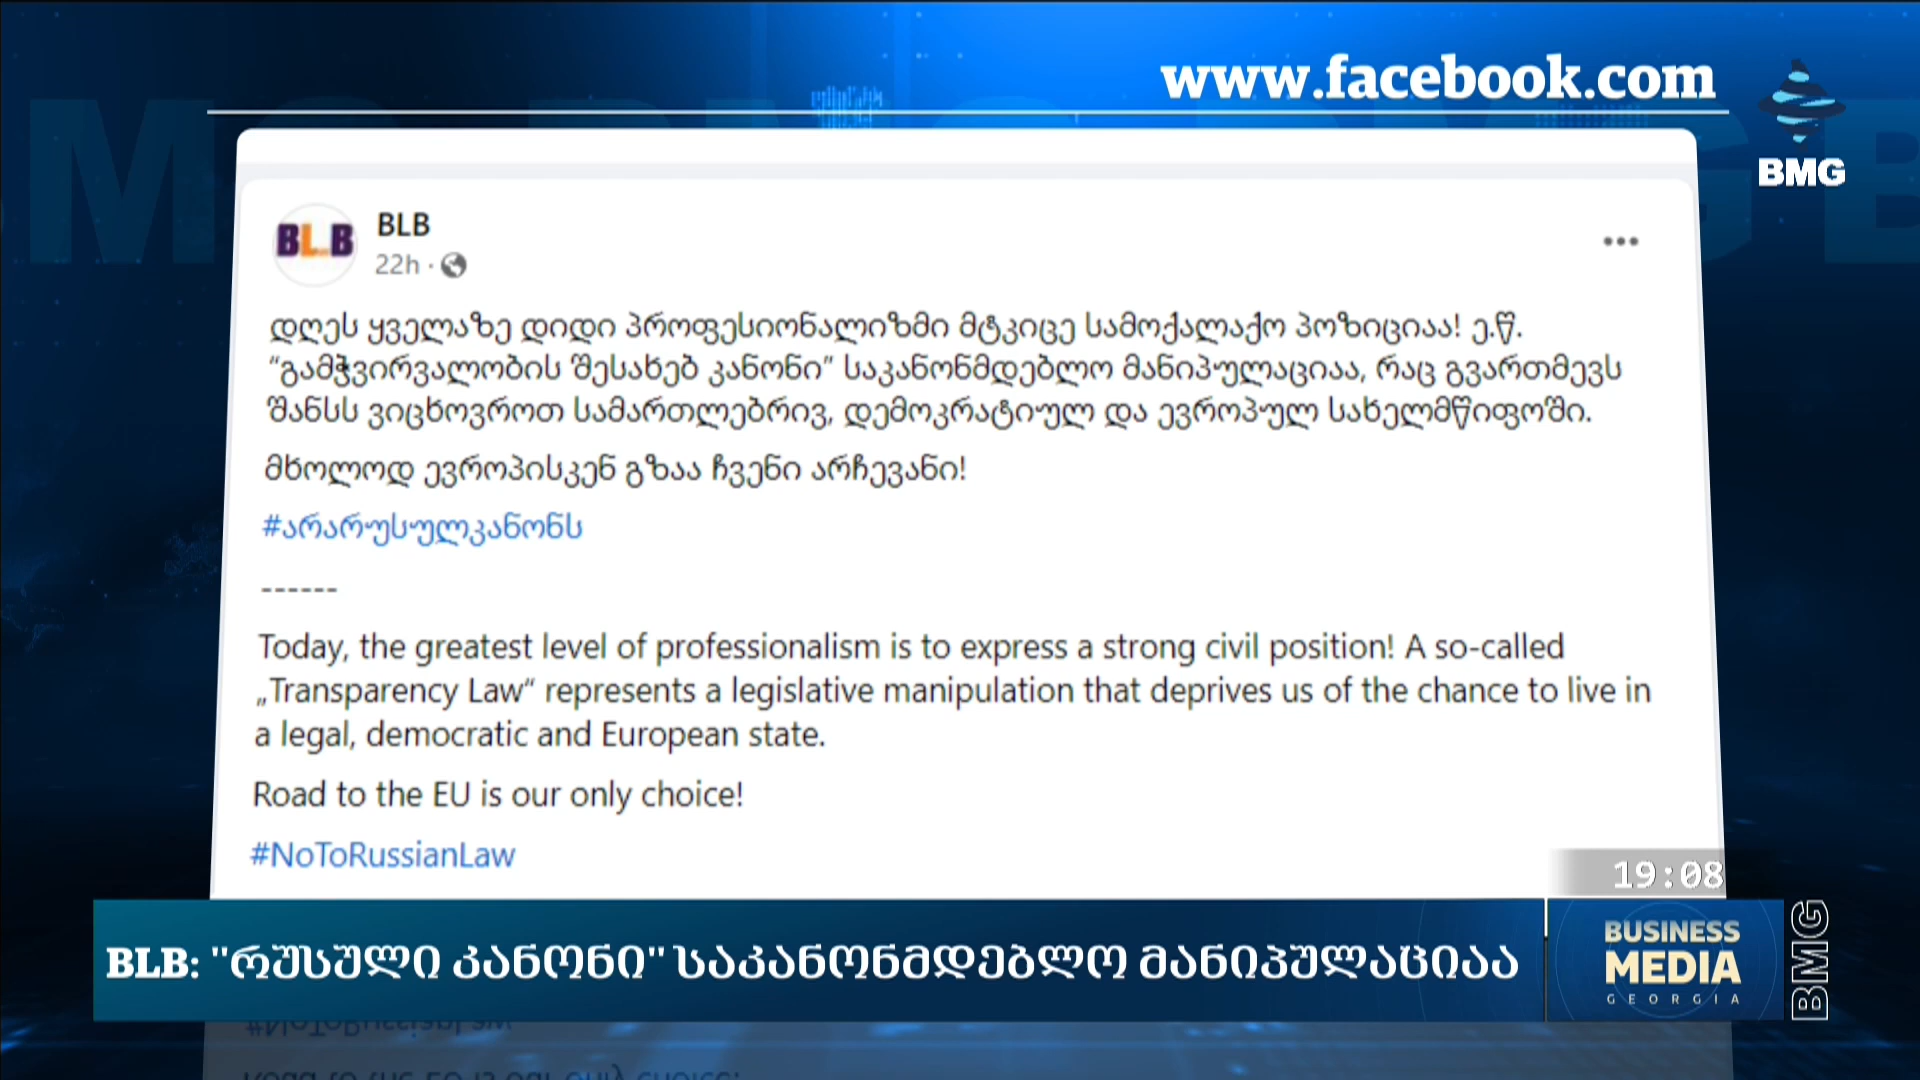 www.facebook.com
BMG
BLB
BLB
22h ·
დღეს ყველაზე დიდი პროფესიონალიზმი მტკიცე სამოქალაქო პოზიციაა! ე.წ.
“გამჭვირვალობის შესახებ კანონი” საკანონმდებლო მანიპულაციაა, რაც გვართმევს
შანსს ვიცხოვროთ სამართლებრივ, დემოკრატიულ და ევროპულ სახელმწიფოში.
მხოლოდ ევროპისკენ გზაა ჩვენი არჩევანი!
#არარუსულკანონს
------
Today, the greatest level of professionalism is to express a strong civil position! A so-called
„Transparency Law“ represents a legislative manipulation that deprives us of the chance to live in
a legal, democratic and European state.
Road to the EU is our only choice!
#NoToRussianLaw
19:08
BLB: "რუსული კანონი" საკანონმდებლო მანიპულაციაა
BUSINESS
MEDIA
GEORGIA
BMG